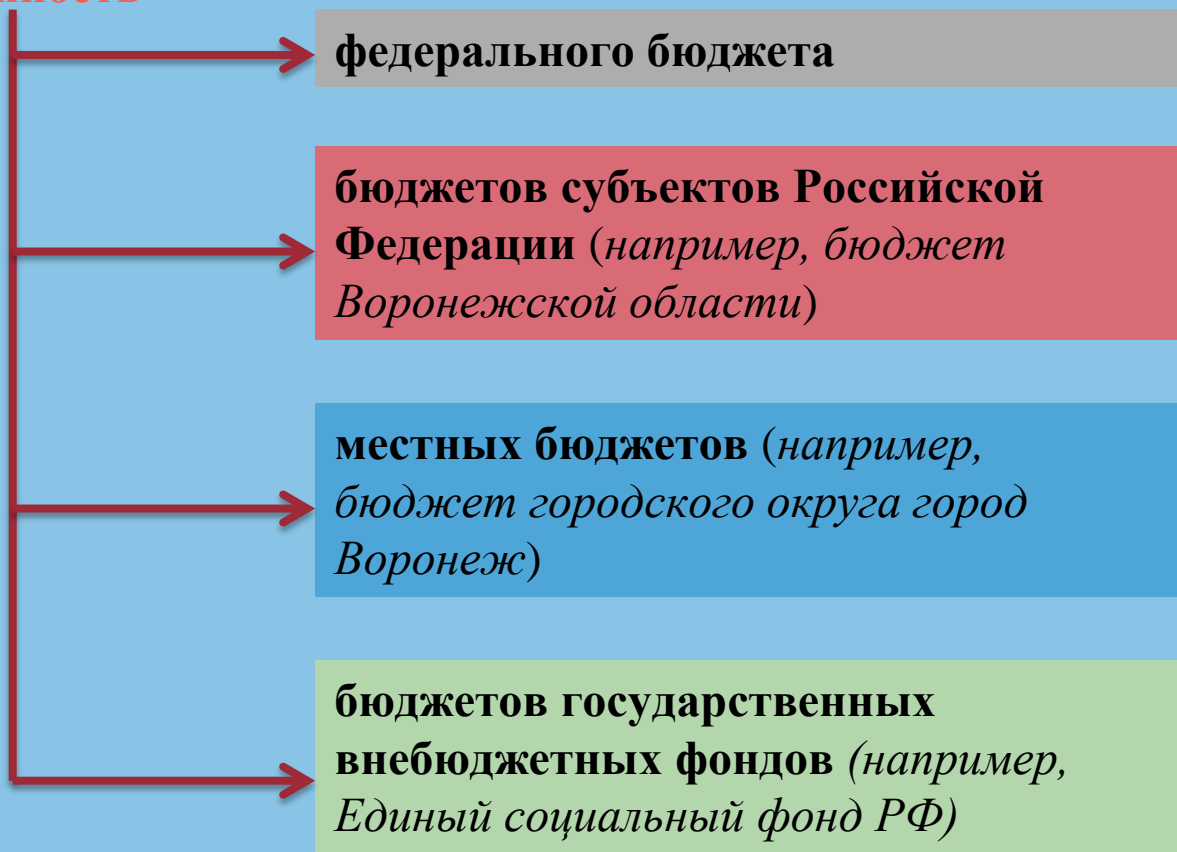 федерального бюджета
бюджетов субъектов Российской
Федерации (например, бюджет
Воронежской области)
местных бюджетов (например,
бюджет городского округа город
Воронеж)
бюджетов государственных
внебюджетных фондов (например,
Единый социальный фонд РФ)